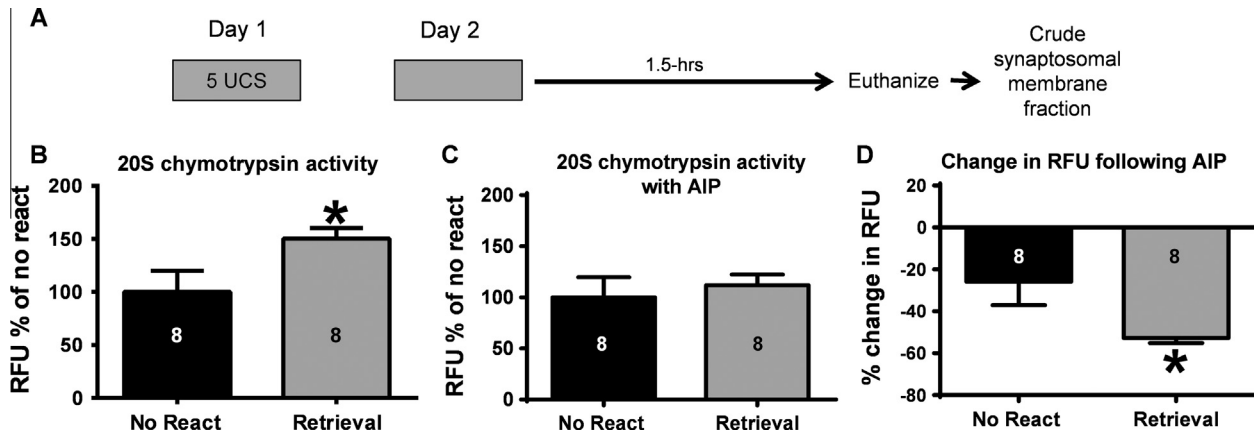 A
Day 1
Day 2
5 UCS
1.5-hrs
Euthanize
Crude
synaptosomal
membrane
fraction
B
20S chymotrypsin activity
RFU % of no react
200
150
100
50
0
*
8
8
No React
Retrieval
C
20S chymotrypsin activity
with AIP
RFU % of no react
200
150
100
50
0
8
8
No React
Retrieval
D
Change in RFU following AIP
% change in RFU
20
0
-20
-40
-60
-80
8
8
*
No React
Retrieval